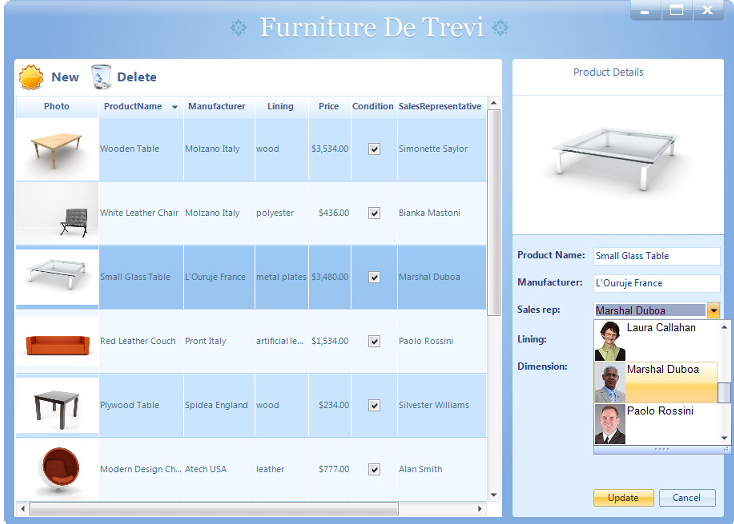 Furniture De Trevi
New Delete
Photo ProductName Manufacturer Lining Price Condition SalesRepresentative
Wooden Table Molzano Italy wood $3,534.00 Simonette Saylor
White Leather Chair Molzano Italy polyester $436.00 Bianka Mastoni
Small Glass Table L'Ouruje France metal plates $3,480.00 Marshal Duboa
Red Leather Couch Pront Italy artificial le... $1,534.00 Paolo Rossini
Plywood Table Spidea England wood $234.00 Silvester Williams
Modern Design Ch... Atech USA leather $777.00 Alan Smith
Product Details
Product Name: Small Glass Table
Manufacturer: L'Ouruje France
Sales rep: Marshal Duboa
Lining:
Dimension:
Laura Callahan
Marshal Duboa
Paolo Rossini
Update Cancel